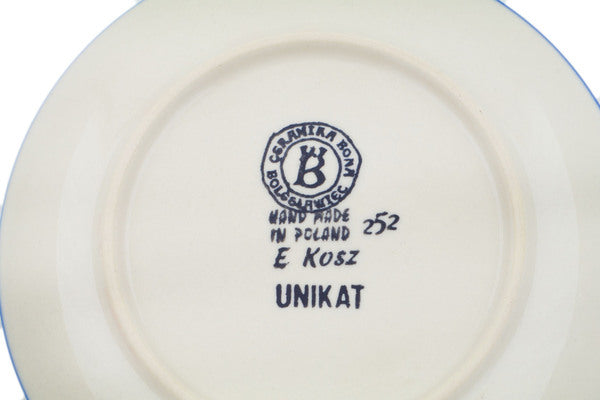 CERAMIKA BONA
BOLESŁAWIEC
B
HAND MADE
IN POLAND 252
E KOSZ
UNIKAT